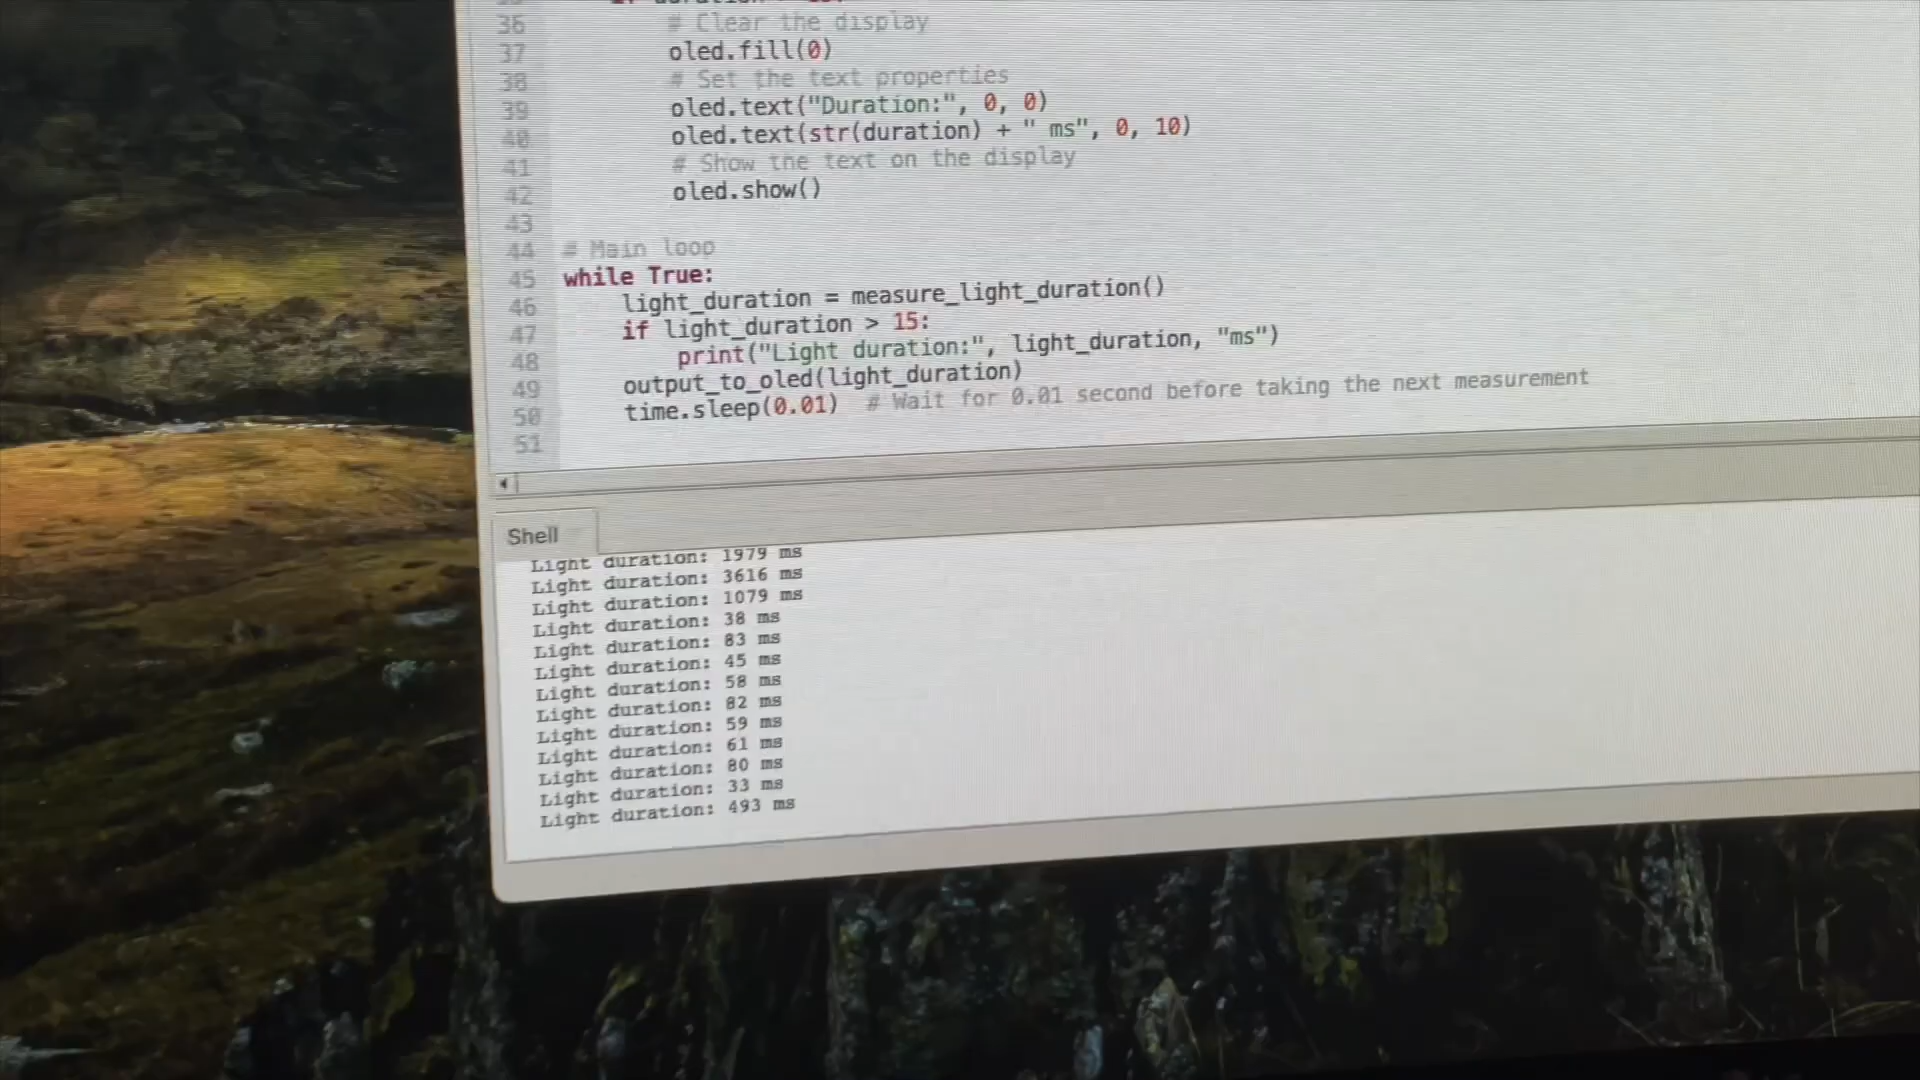 36 # Clear the display
37 oled.fill(0)
38 # Set the text properties
39 oled.text("Duration:", 0, 0)
40 oled.text(str(duration) + " ms", 0, 10)
41 # Show the text on the display
42 oled.show()
43
44 # Main loop
45 while True:
46 light_duration = measure_light_duration()
47 if light_duration > 15:
48 print("Light duration:", light_duration, "ms")
49 output_to_oled(light_duration)
50 time.sleep(0.01) # Wait for 0.01 second before taking the next measurement
51
Shell
Light duration: 1979 ms
Light duration: 3616 ms
Light duration: 1079 ms
Light duration: 38 ms
Light duration: 83 ms
Light duration: 45 ms
Light duration: 58 ms
Light duration: 82 ms
Light duration: 59 ms
Light duration: 61 ms
Light duration: 80 ms
Light duration: 33 ms
Light duration: 493 ms